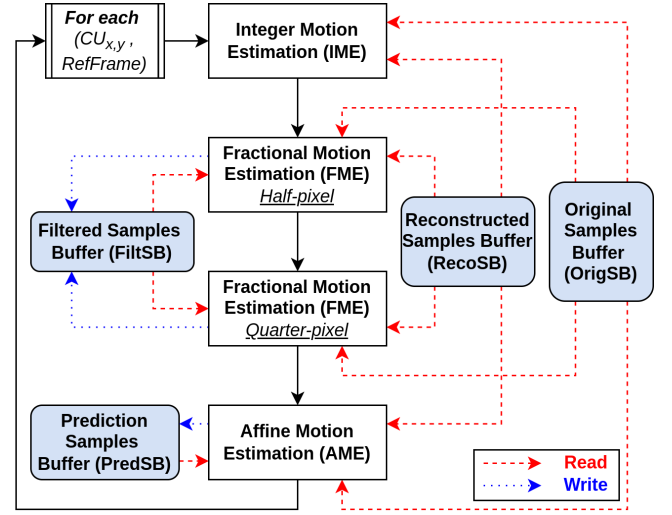 For each
(CUx,y ,
RefFrame)
Integer Motion
Estimation (IME)
Fractional Motion
Estimation (FME)
Half-pixel
Filtered Samples
Buffer (FiltSB)
Reconstructed
Samples Buffer
(RecoSB)
Original
Samples
Buffer
(OrigSB)
Fractional Motion
Estimation (FME)
Quarter-pixel
Prediction
Samples
Buffer (PredSB)
Affine Motion
Estimation (AME)
Read
Write